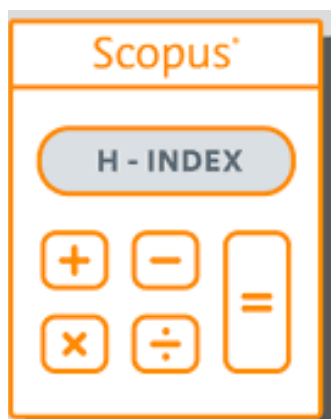 Scopus®
H - INDEX
+ −
=
× ÷